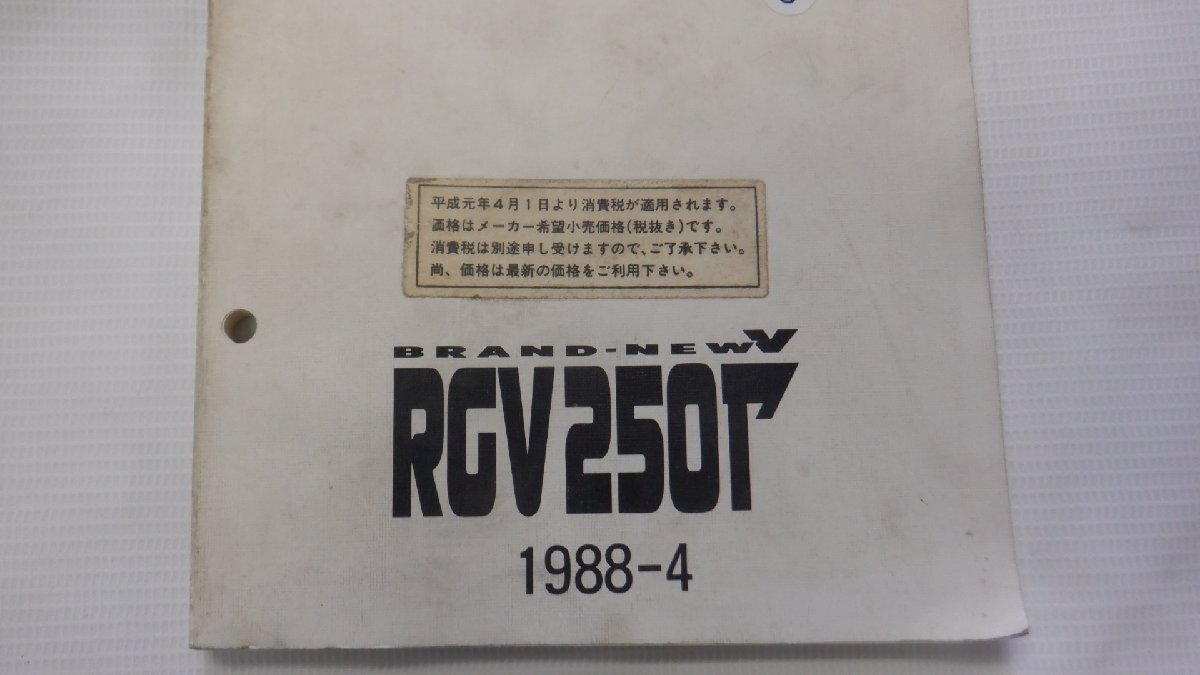 平成元年4月1日より消費税が適用されます。
価格はメーカー希望小売価格(税抜き)です。
消費税は別途申し受けますので、ご了承下さい。
尚、価格は最新の価格をご利用下さい。
BRAND-NEW V
RGV250Γ
1988-4